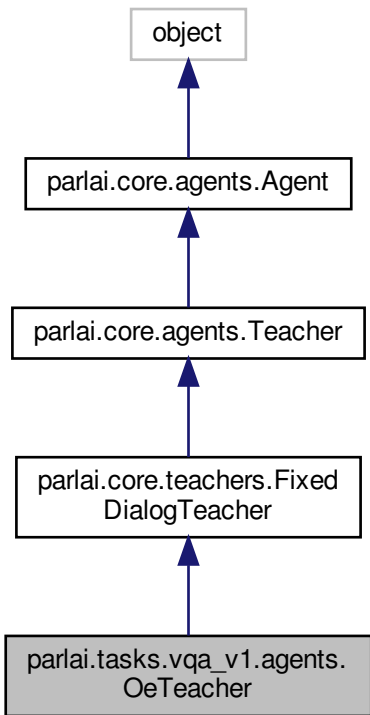 object
parlai.core.agents.Agent
parlai.core.agents.Teacher
parlai.core.teachers.Fixed
DialogTeacher
parlai.tasks.vqa_v1.agents.
OeTeacher